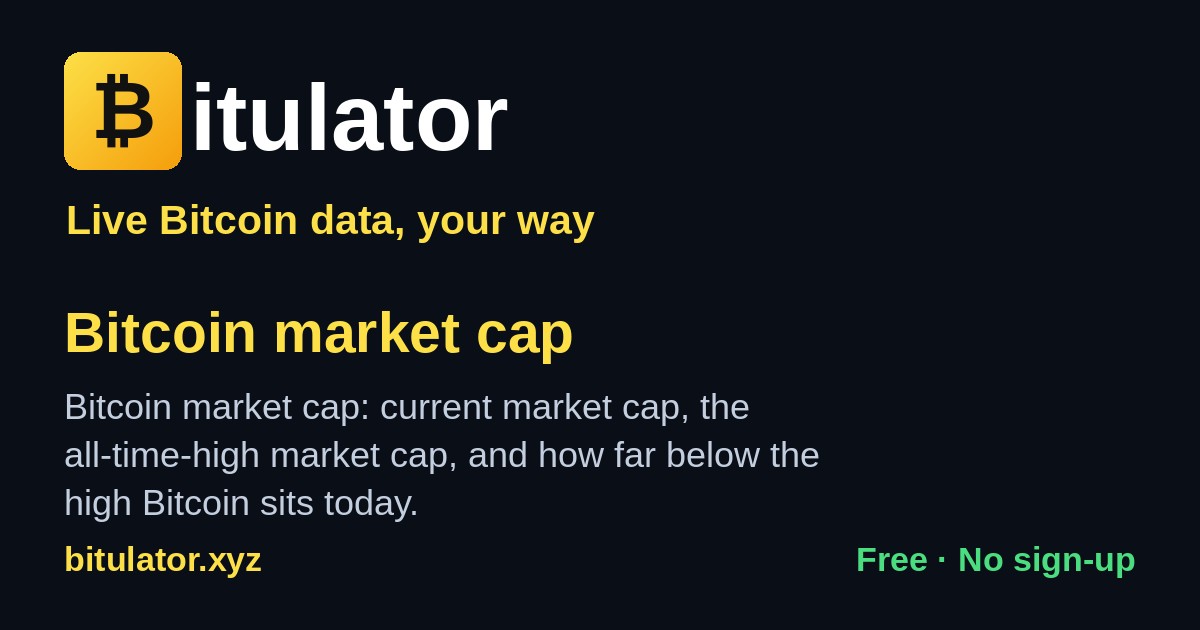 ₿itulator
Live Bitcoin data, your way
Bitcoin market cap
Bitcoin market cap: current market cap, the
all-time-high market cap, and how far below the
high Bitcoin sits today.
bitulator.xyz
Free · No sign-up